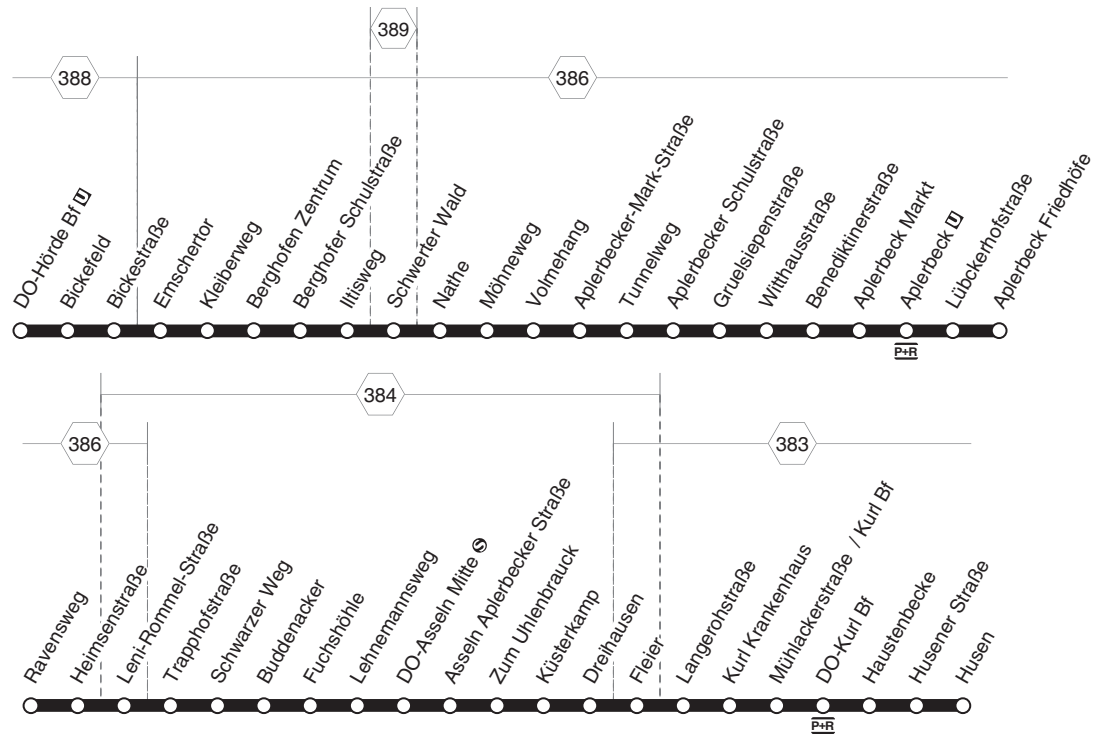 389
388
386
DO-Hörde Bf U
Bickefeld
Bickestraße
Emschertor
Kleiberweg
Berghofen Zentrum
Berghofer Schulstraße
Iltisweg
Schwerter Wald
Nathe
Möhneweg
Volmehang
Aplerbecker-Mark-Straße
Tunnelweg
Aplerbecker Schulstraße
Gruelsiepenstraße
Witthausstraße
Benediktinerstraße
Aplerbeck Markt
Aplerbeck U
Lübckerhofstraße
Aplerbeck Friedhöfe
P+R
384
386
383
Ravensweg
Heimsenstraße
Leni-Rommel-Straße
Trapphofstraße
Schwarzer Weg
Buddenacker
Fuchshöhle
Lehnemannsweg
DO-Asseln Mitte S
Asseln Aplerbecker Straße
Zum Uhlenbrauck
Küsterkamp
Dreihausen
Fleier
Langerohstraße
Kurl Krankenhaus
Mühlackerstraße / Kurl Bf
DO-Kurl Bf
Haustenbecke
Husener Straße
Husen
P+R